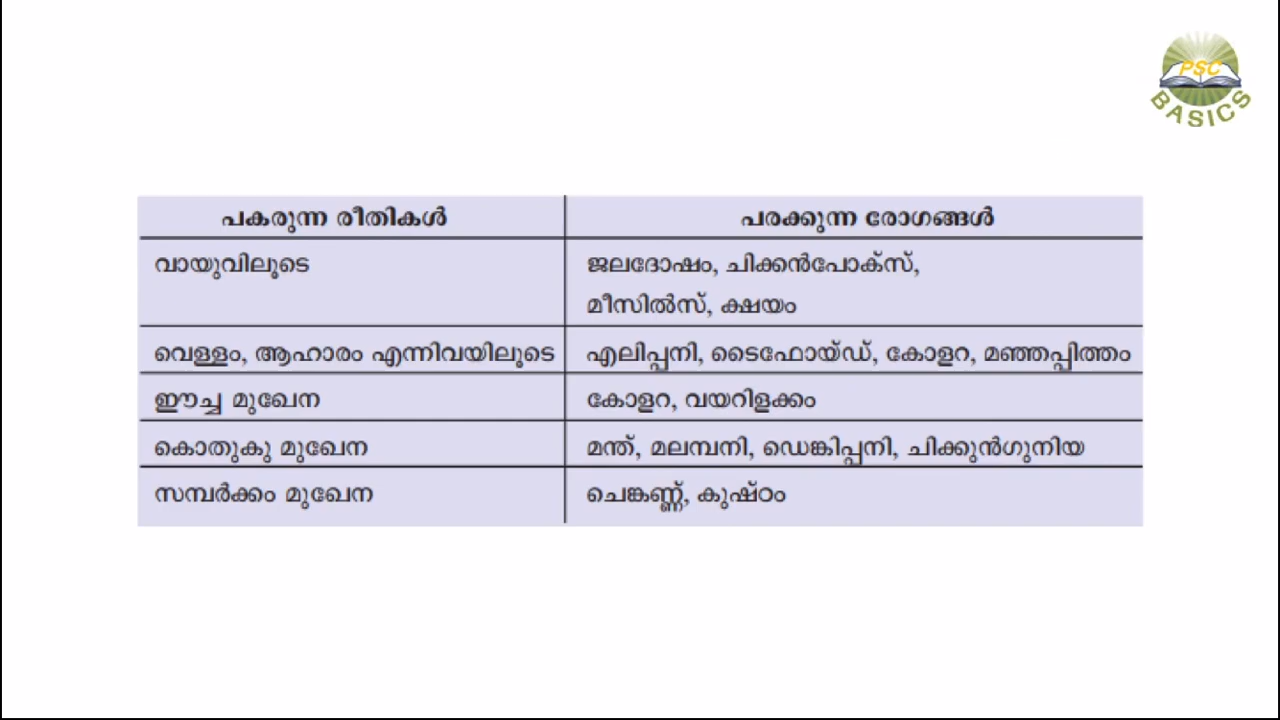 PSC
BASICS
പകരുന്ന രീതികൾ പരക്കുന്ന രോഗങ്ങൾ
വായുവിലൂടെ ജലദോഷം, ചിക്കൻപോക്സ്,
മീസിൽസ്, ക്ഷയം
വെള്ളം, ആഹാരം എന്നിവയിലൂടെ എലിപ്പനി, ടൈഫോയ്ഡ്, കോളറ, മഞ്ഞപ്പിത്തം
ഈച്ച മുഖേന കോളറ, വയറിളക്കം
കൊതുകു മുഖേന മന്ത്, മലമ്പനി, ഡെങ്കിപ്പനി, ചിക്കുൻഗുനിയ
സമ്പർക്കം മുഖേന ചെങ്കണ്ണ്, കുഷ്ഠം